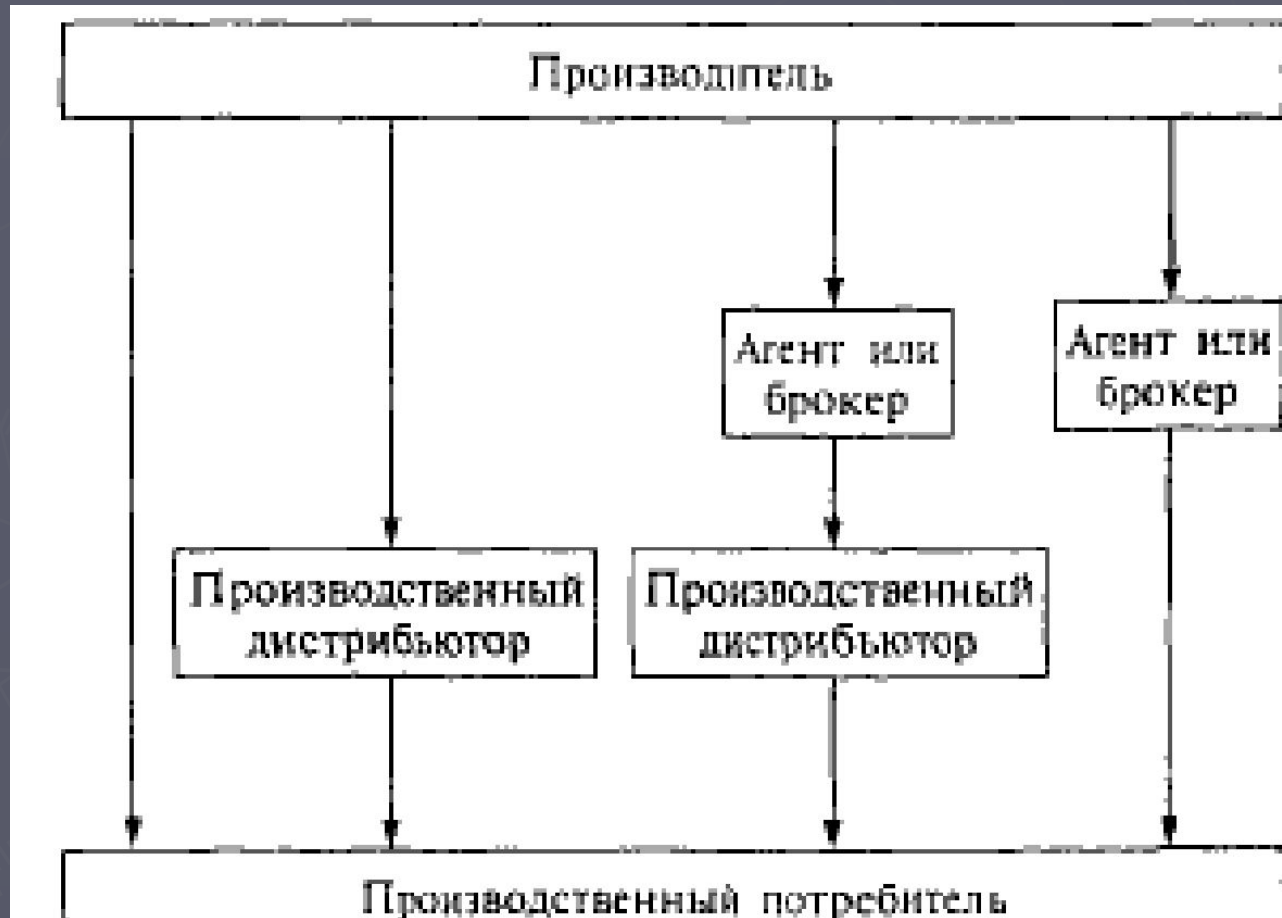 Производитель
Агент или
брокер
Агент или
брокер
Производственный
дистрибьютор
Производственный
дистрибьютор
Производственный потребитель